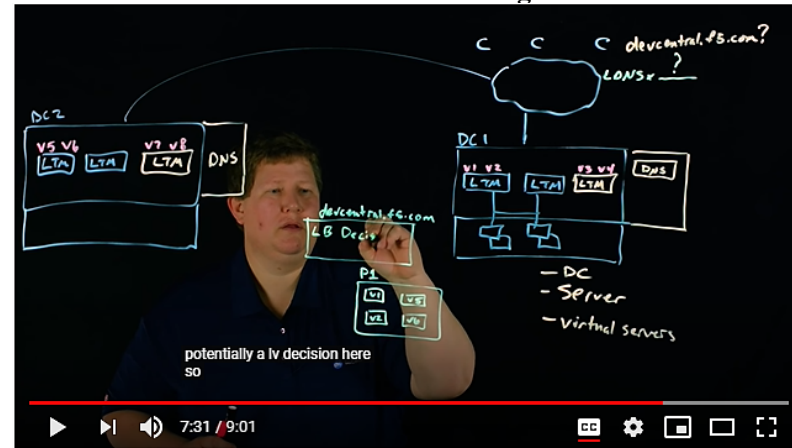 C C C devcentral.f5.com?
LDNS: ?
DC2
V5 V6 V7 V8
LTM LTM LTM DNS
DC1
V1 V2 V3 V4
LTM LTM LTM DNS
devcentral.f5.com
LB Decis
P1
V1 V5
V2 V6
- DC
- Server
- virtual servers
potentially a lv decision here
so
7:31 / 9:01
CC